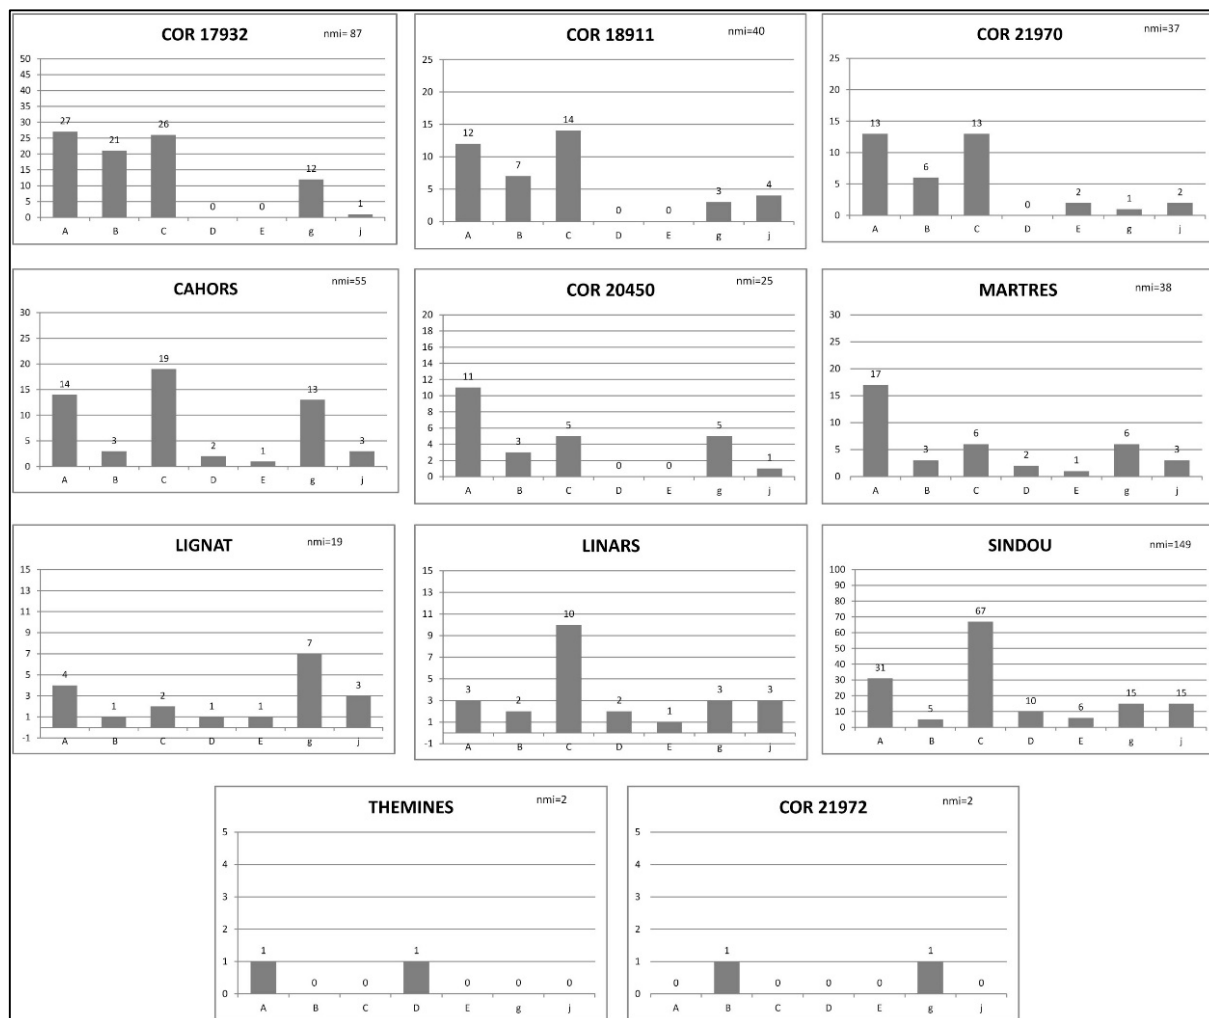 COR 17932 nmi= 87
50
45
40
35
30
25
20
15
10
5
0
27 21 26 0 0 12 1
A B C D E g j
COR 18911 nmi=40
25
20
15
10
5
0
12 7 14 0 0 3 4
A B C D E g j
COR 21970 nmi=37
25
20
15
10
5
0
13 6 13 0 2 1 2
A B C D E g j
CAHORS nmi=55
30
25
20
15
10
5
0
14 3 19 2 1 13 3
A B C D E g j
COR 20450 nmi=25
20
18
16
14
12
10
8
6
4
2
0
11 3 5 0 0 5 1
A B C D E g j
MARTRES nmi=38
30
25
20
15
10
5
0
17 3 6 2 1 6 3
A B C D E g j
LIGNAT nmi=19
15
13
11
9
7
5
3
1
-1
4 1 2 1 1 7 3
A B C D E g j
LINARS
15
13
11
9
7
5
3
1
-1
3 2 10 2 1 3 3
A B C D E g j
SINDOU nmi=149
100
90
80
70
60
50
40
30
20
10
0
31 5 67 10 6 15 15
A B C D E g j
THEMINES nmi=2
5
4
3
2
1
0
1 0 0 1 0 0 0
A B C D E g j
COR 21972 nmi=2
5
4
3
2
1
0
0 1 0 0 0 1 0
A B C D E g j